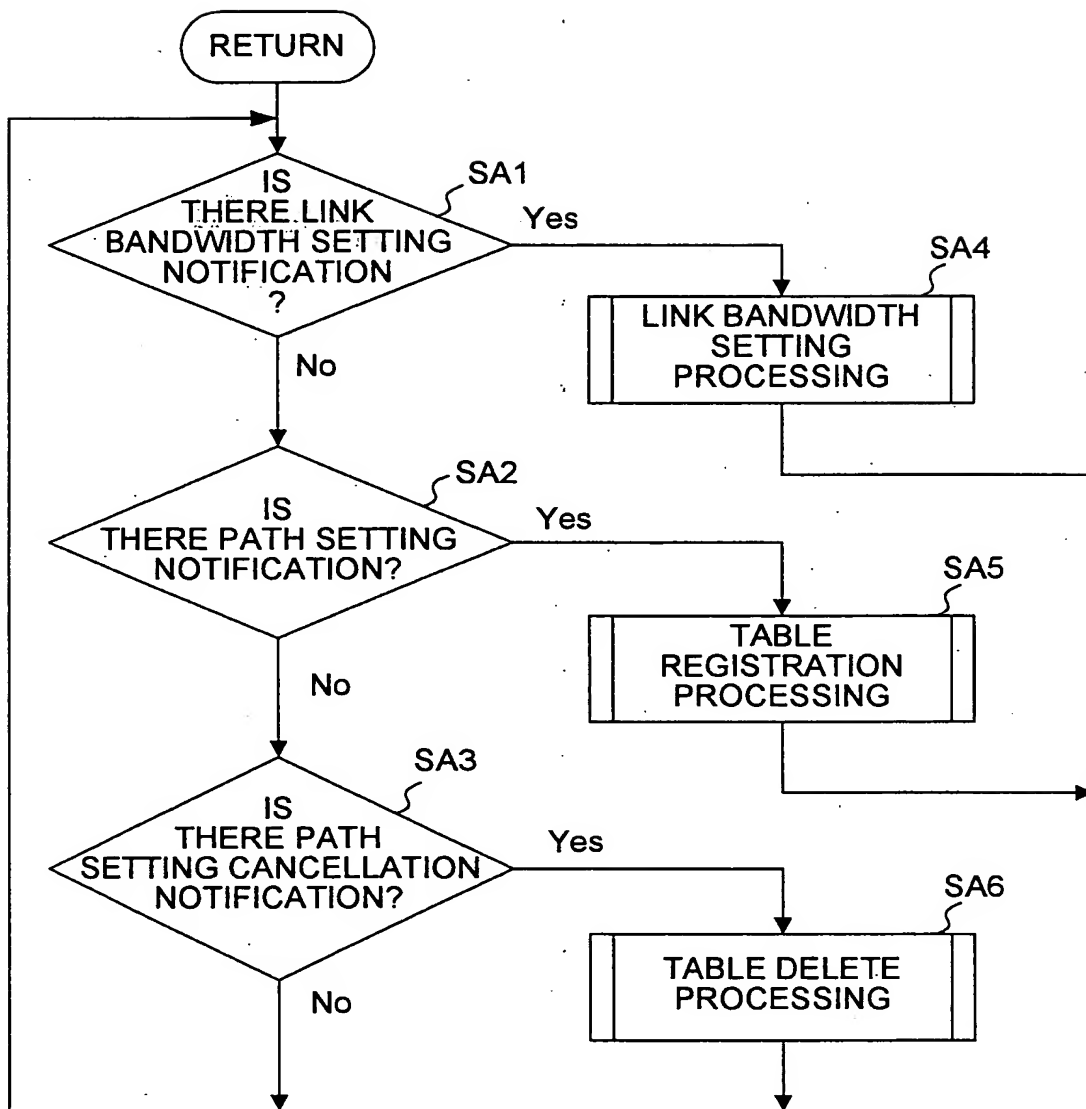 RETURN
SA1
IS
THERE LINK
BANDWIDTH SETTING
NOTIFICATION
?
Yes
No
SA4
LINK BANDWIDTH
SETTING
PROCESSING
SA2
IS
THERE PATH SETTING
NOTIFICATION?
Yes
No
SA5
TABLE
REGISTRATION
PROCESSING
SA3
IS
THERE PATH
SETTING CANCELLATION
NOTIFICATION?
Yes
No
SA6
TABLE DELETE
PROCESSING